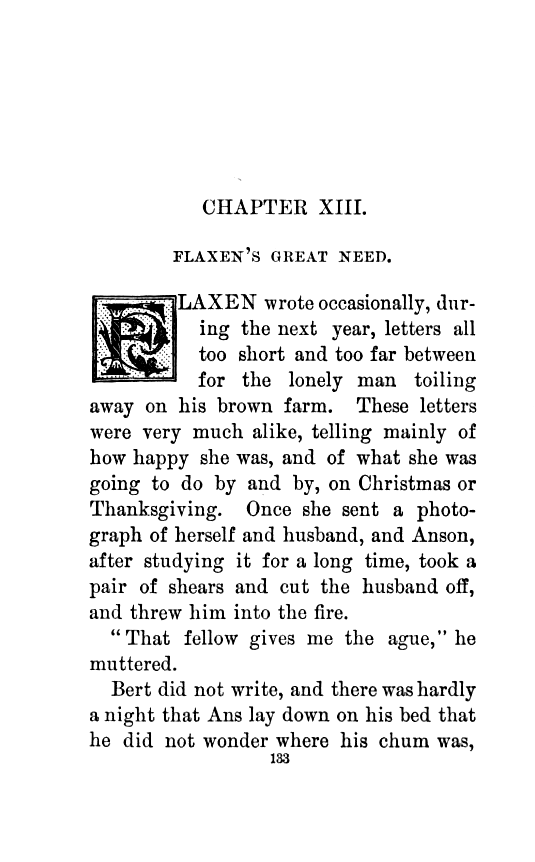 CHAPTER XIII.
FLAXEN'S GREAT NEED.
FLAXEN wrote occasionally, dur-
ing the next year, letters all
too short and too far between
for the lonely man toiling
away on his brown farm. These letters
were very much alike, telling mainly of
how happy she was, and of what she was
going to do by and by, on Christmas or
Thanksgiving. Once she sent a photo-
graph of herself and husband, and Anson,
after studying it for a long time, took a
pair of shears and cut the husband off,
and threw him into the fire.
"That fellow gives me the ague," he
muttered.
Bert did not write, and there was hardly
a night that Ans lay down on his bed that
he did not wonder where his chum was,
133